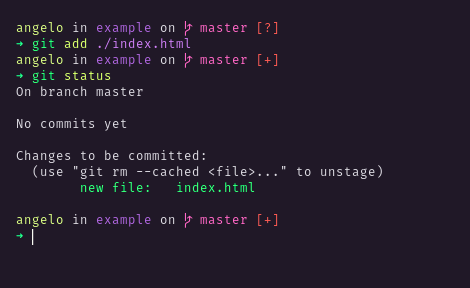 angelo in example on master [?]
➜ git add ./index.html
angelo in example on master [+]
➜ git status
On branch master
No commits yet
Changes to be committed:
(use "git rm --cached <file>..." to unstage)
new file: index.html
angelo in example on master [+]
➜